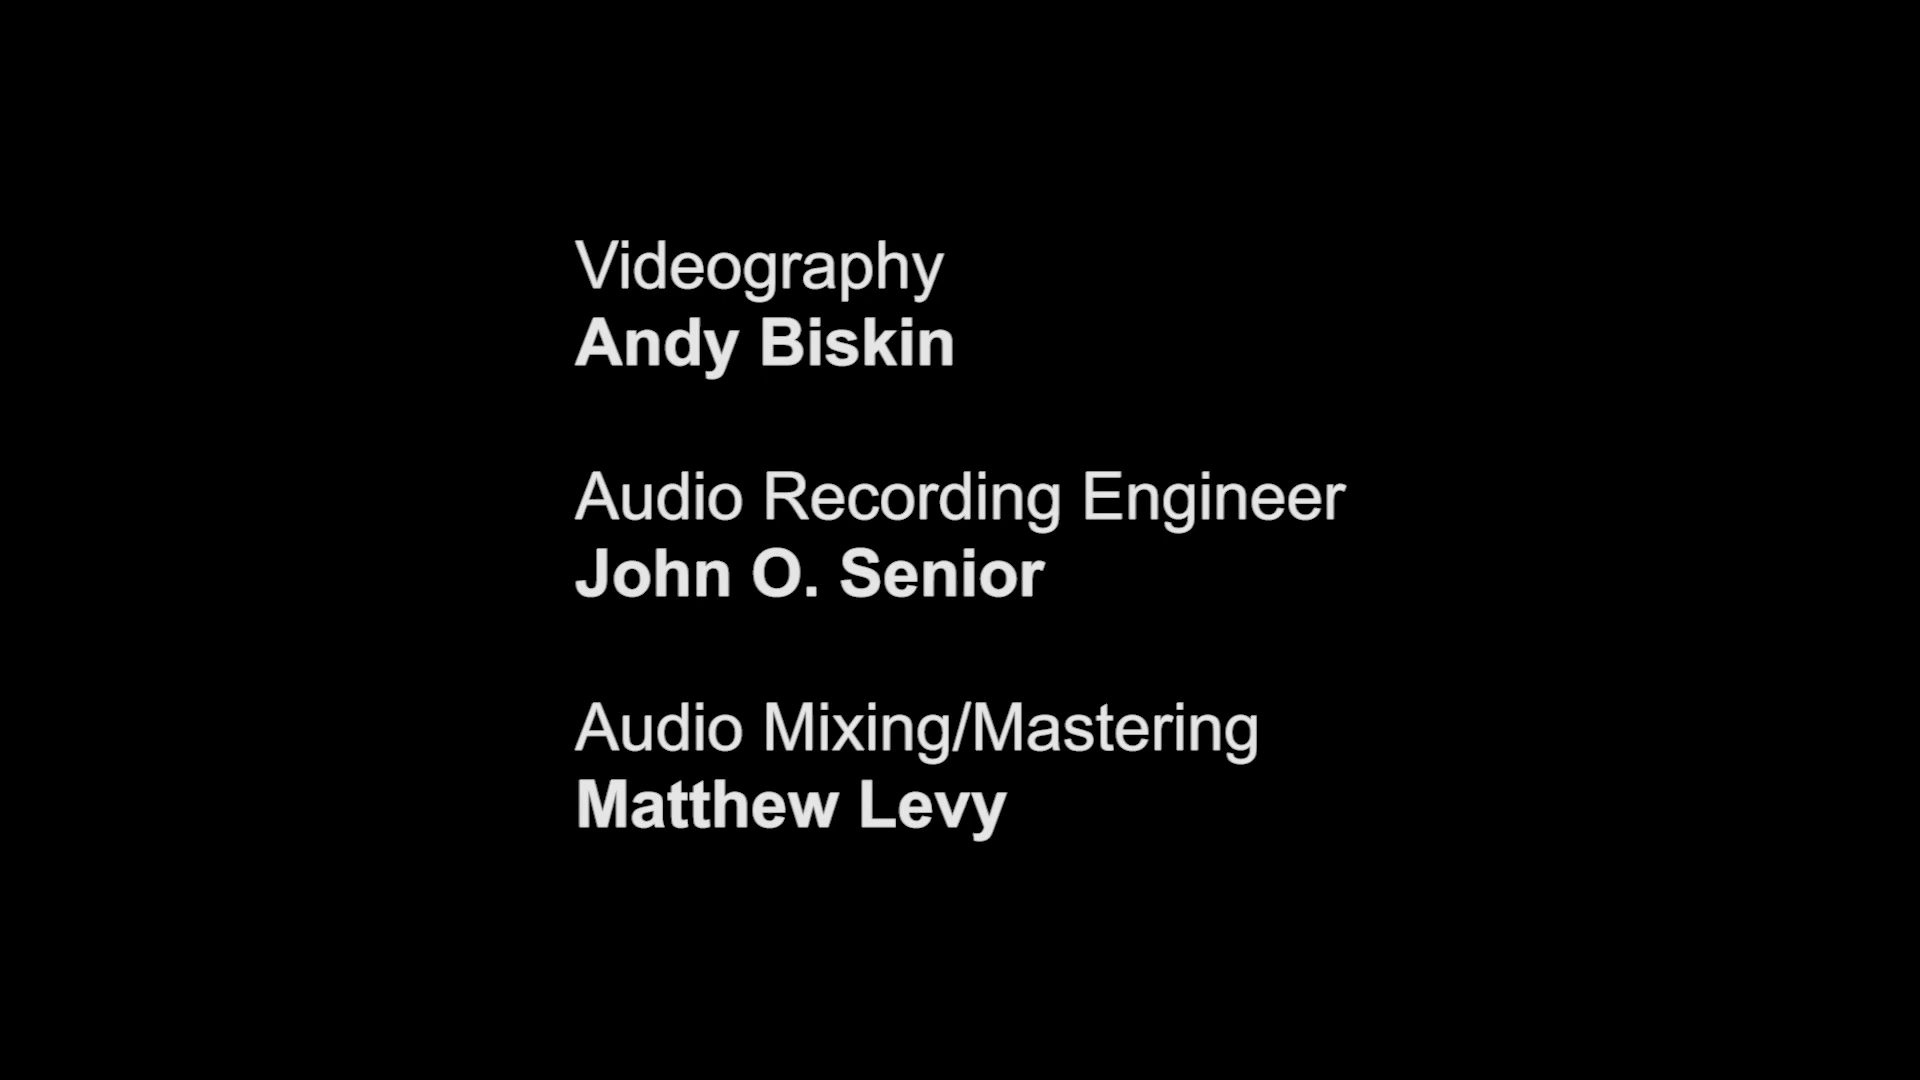 Videography
Andy Biskin
Audio Recording Engineer
John O. Senior
Audio Mixing/Mastering
Matthew Levy